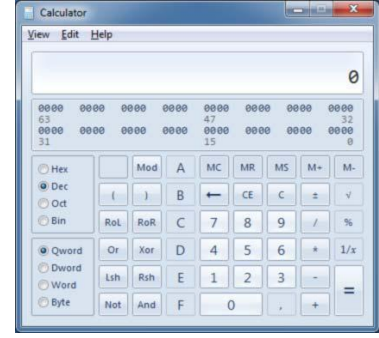 Calculator
View Edit Help
0
0000 0000 0000 0000 0000 0000 0000 0000
63 47 32
0000 0000 0000 0000 0000 0000 0000 0000
31 15 0
Hex Mod A MC MR MS M+ M-
Dec ( ) B ← CE C ± √
Oct
Bin RoL RoR C 7 8 9 / %
Qword Or Xor D 4 5 6 * 1/x
Dword
Word Lsh Rsh E 1 2 3 - =
Byte Not And F 0 , +